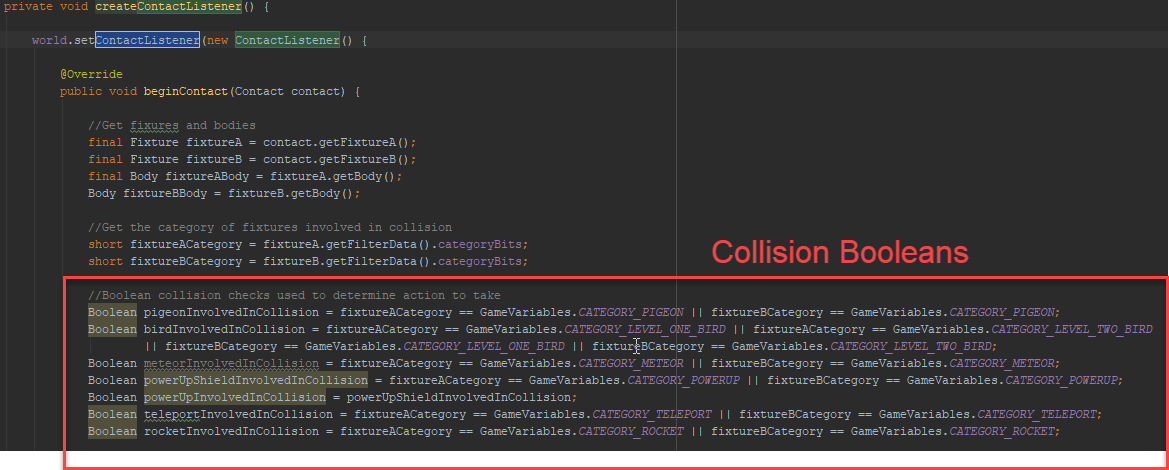 private void createContactListener() {
world.setContactListener(new ContactListener() {
@Override
public void beginContact(Contact contact) {
//Get fixures and bodies
final Fixture fixtureA = contact.getFixtureA();
final Fixture fixtureB = contact.getFixtureB();
final Body fixtureABody = fixtureA.getBody();
Body fixtureBBody = fixtureB.getBody();
//Get the category of fixtures involved in collision
short fixtureACategory = fixtureA.getFilterData().categoryBits;
short fixtureBCategory = fixtureB.getFilterData().categoryBits;
Collision Booleans
//Boolean collision checks used to determine action to take
Boolean pigeonInvolvedInCollision = fixtureACategory == GameVariables.CATEGORY_PIGEON || fixtureBCategory == GameVariables.CATEGORY_PIGEON;
Boolean birdInvolvedInCollision = fixtureACategory == GameVariables.CATEGORY_LEVEL_ONE_BIRD || fixtureACategory == GameVariables.CATEGORY_LEVEL_TWO_BIRD
|| fixtureBCategory == GameVariables.CATEGORY_LEVEL_ONE_BIRD || fixtureBCategory == GameVariables.CATEGORY_LEVEL_TWO_BIRD;
Boolean meteorInvolvedInCollision = fixtureACategory == GameVariables.CATEGORY_METEOR || fixtureBCategory == GameVariables.CATEGORY_METEOR;
Boolean powerUpShieldInvolvedInCollision = fixtureACategory == GameVariables.CATEGORY_POWERUP || fixtureBCategory == GameVariables.CATEGORY_POWERUP;
Boolean powerUpInvolvedInCollision = powerUpShieldInvolvedInCollision;
Boolean teleportInvolvedInCollision = fixtureACategory == GameVariables.CATEGORY_TELEPORT || fixtureBCategory == GameVariables.CATEGORY_TELEPORT;
Boolean rocketInvolvedInCollision = fixtureACategory == GameVariables.CATEGORY_ROCKET || fixtureBCategory == GameVariables.CATEGORY_ROCKET;